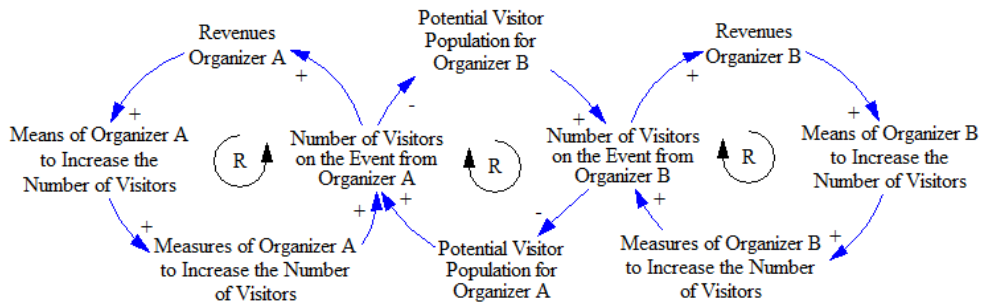 Revenues
Organizer A
+
+
Means of Organizer A
to Increase the
Number of Visitors
R
+
Measures of Organizer A
to Increase the Number
of Visitors
+
Number of Visitors
on the Event from
Organizer A
Potential Visitor
Population for
Organizer B
-
+
R
Number of Visitors
on the Event from
Organizer B
-
Potential Visitor
Population for
Organizer A
+
Revenues
Organizer B
+
+
Means of Organizer B
to Increase the
Number of Visitors
R
+
Measures of Organizer B
to Increase the Number
of Visitors
+